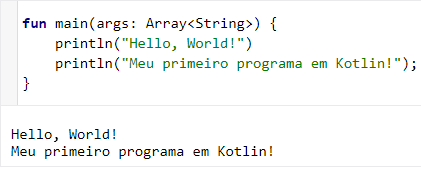 fun main(args: Array<String>) {
    println("Hello, World!")
    println("Meu primeiro programa em Kotlin!");
}
Hello, World!
Meu primeiro programa em Kotlin!